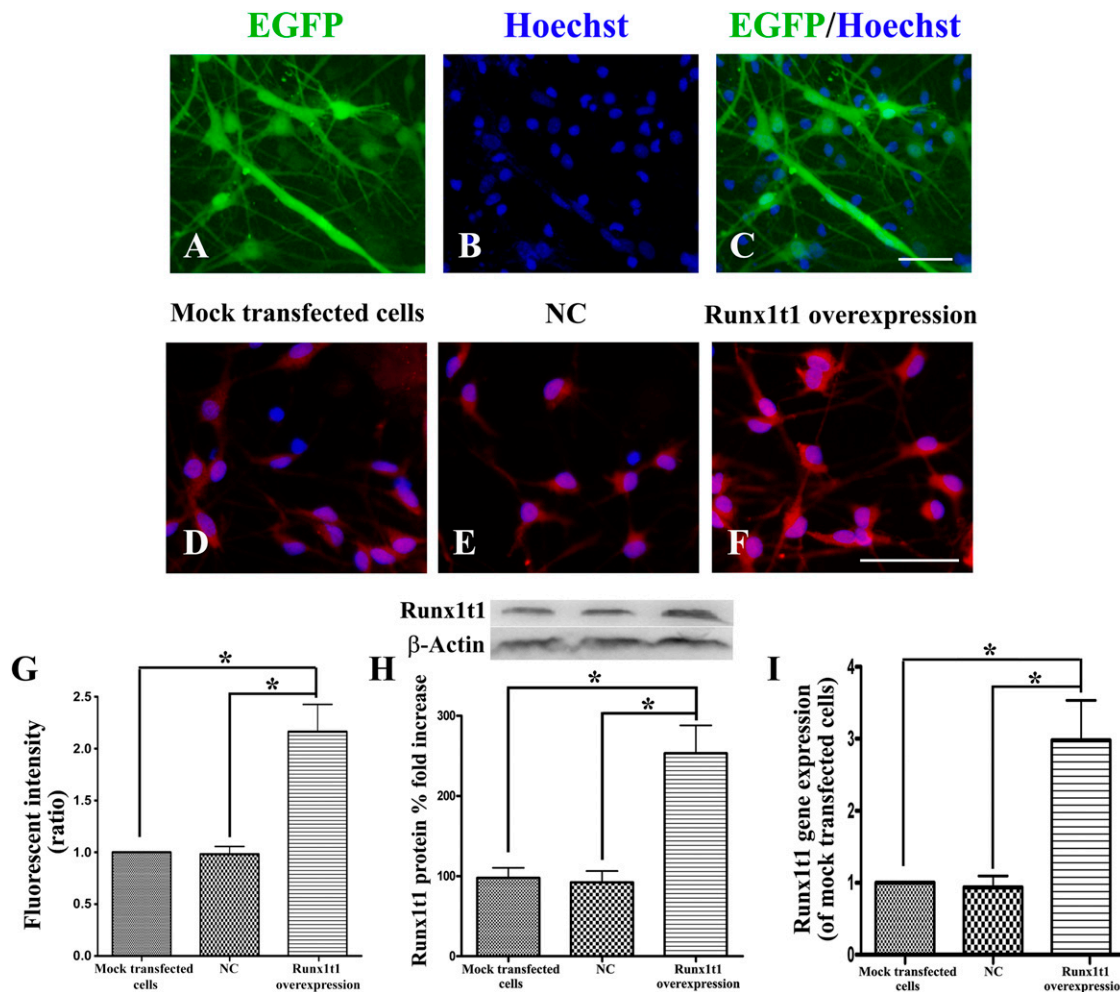 EGFP
Hoechst
EGFP/Hoechst
A
B
C
Mock transfected cells
NC
Runx1t1 overexpression
D
E
F
Runx1t1
β-Actin
G
Fluorescent intensity
(ratio)
2.5
2.0
1.5
1.0
0.5
0.0
*
*
Mock transfected
cells
NC
Runx1t1
overexpression
H
Runx1t1 protein % fold increase
300
200
100
0
*
*
Mock transfected
cells
NC
Runx1t1
overexpression
I
Runx1t1 gene expression
(of mock transfected cells)
4
3
2
1
0
*
*
Mock transfected
cells
NC
Runx1t1
overexpression